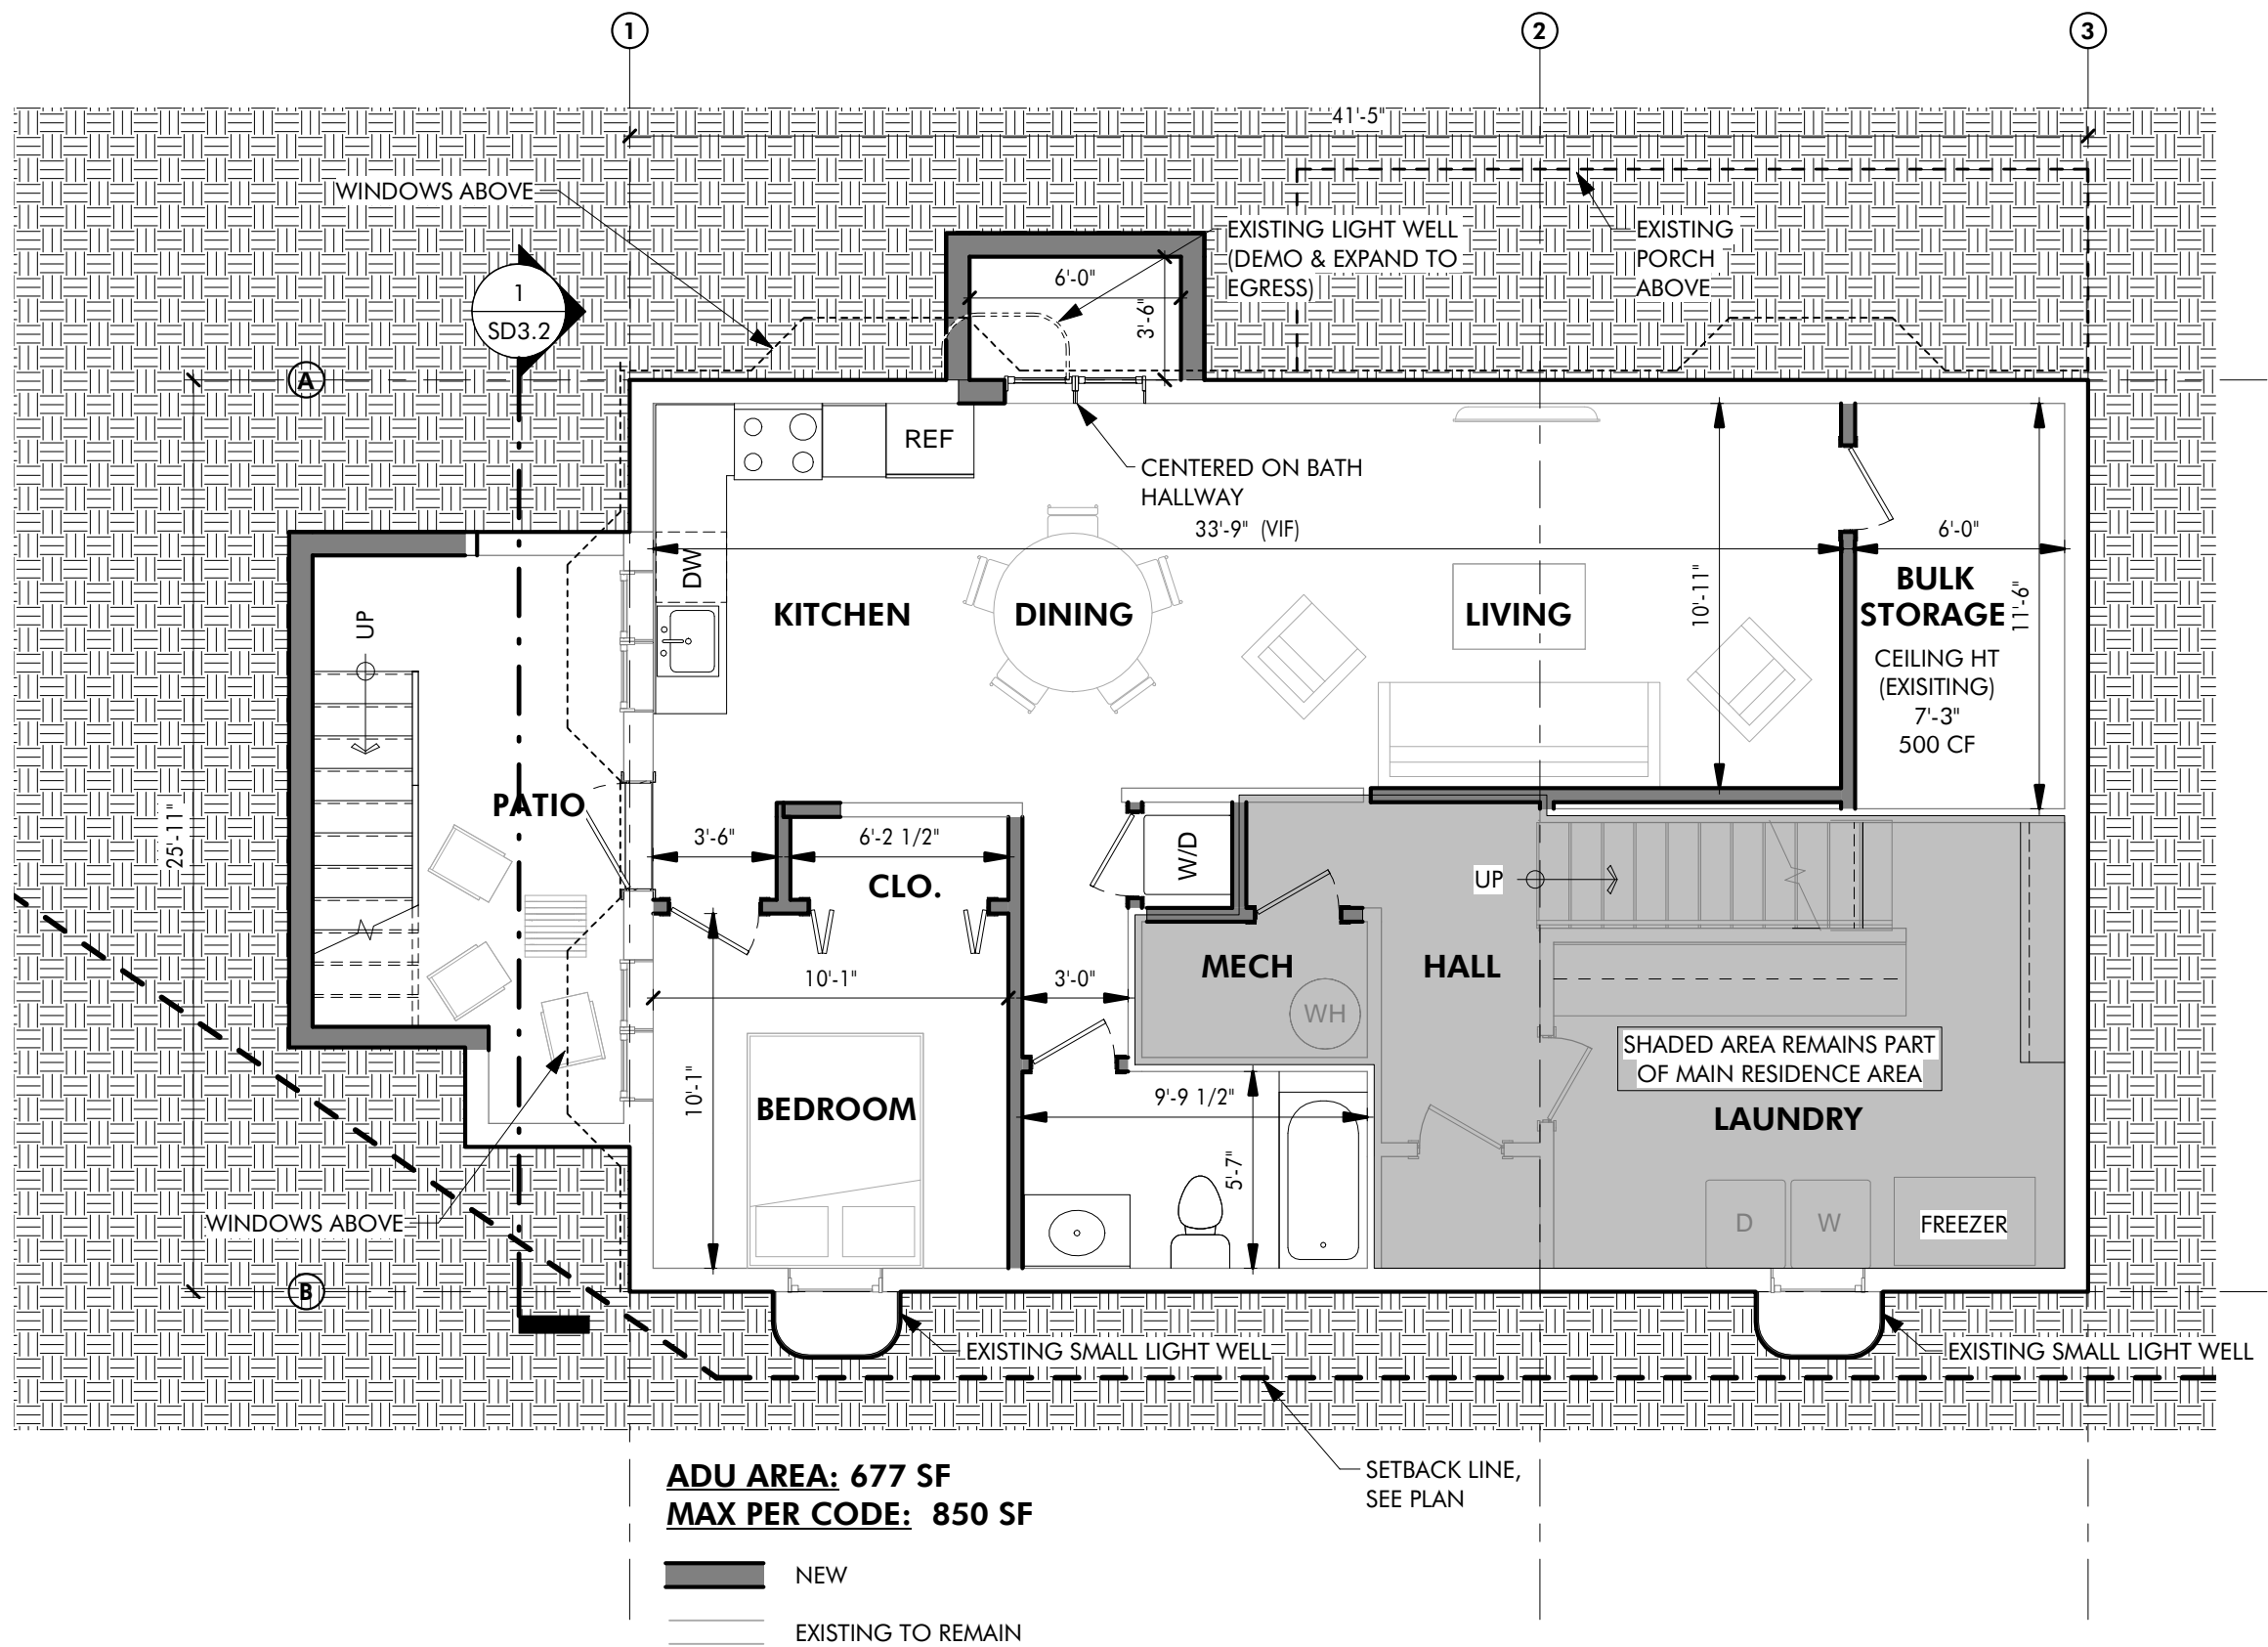 1
2
3
41'-5"
WINDOWS ABOVE
EXISTING LIGHT WELL
(DEMO & EXPAND TO
EGRESS)
EXISTING
PORCH
ABOVE
6'-0"
3'-6"
1
SD3.2
A
REF
CENTERED ON BATH
HALLWAY
33'-9" (VIF)
6'-0"
DW
UP
KITCHEN
DINING
LIVING
10'-11"
BULK
STORAGE
11'-6"
CEILING HT
(EXISITING)
7'-3"
500 CF
PATIO
25'-11"
3'-6"
6'-2 1/2"
CLO.
W/D
UP
10'-1"
3'-0"
MECH
HALL
WH
SHADED AREA REMAINS PART
OF MAIN RESIDENCE AREA
LAUNDRY
10'-1"
BEDROOM
9'-9 1/2"
5'-7"
WINDOWS ABOVE
D
W
FREEZER
B
EXISTING SMALL LIGHT WELL
EXISTING SMALL LIGHT WELL
SETBACK LINE,
SEE PLAN
ADU AREA: 677 SF
MAX PER CODE: 850 SF
NEW
EXISTING TO REMAIN